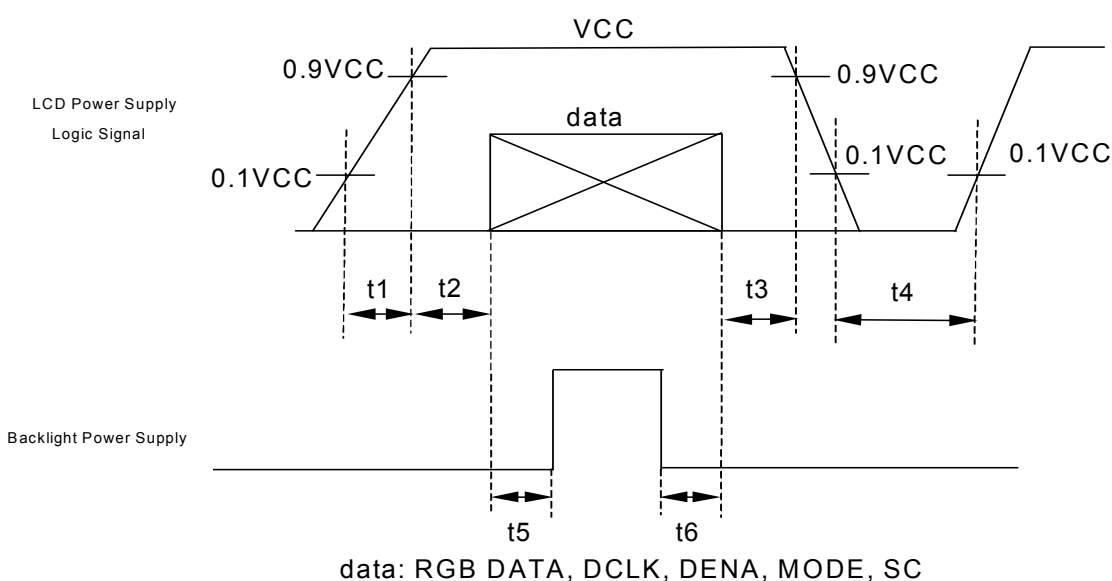 VCC
0.9VCC
0.9VCC
LCD Power Supply
Logic Signal
data
0.1VCC
0.1VCC
0.1VCC
t1
t2
t3
t4
Backlight Power Supply
t5
t6
data: RGB DATA, DCLK, DENA, MODE, SC